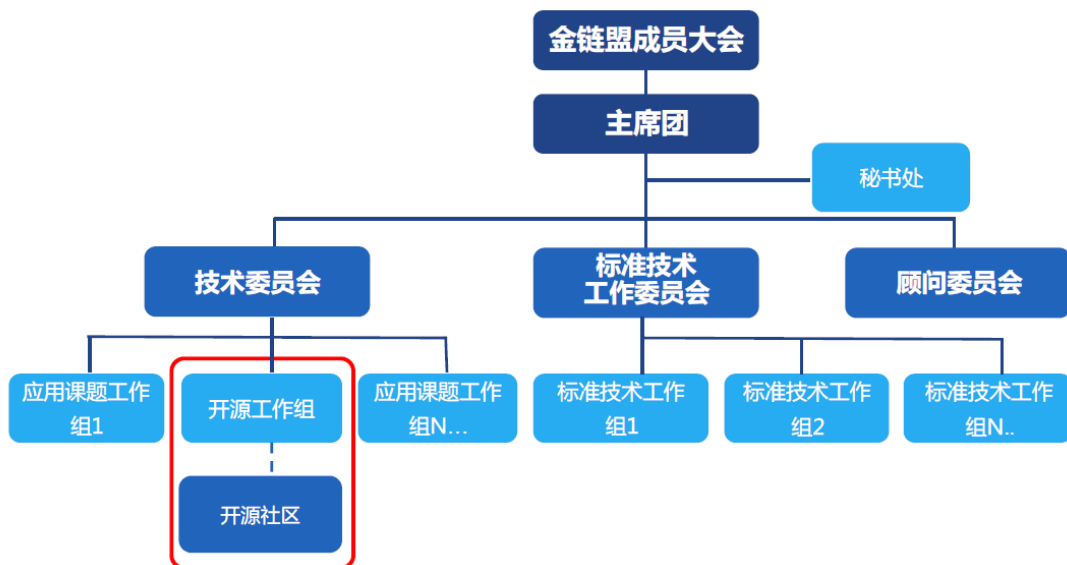 金链盟成员大会
主席团
秘书处
技术委员会
标准技术
工作委员会
顾问委员会
应用课题工作
组1
开源工作组
应用课题工作
组N...
标准技术工作
组1
标准技术工作
组2
标准技术工作
组N..
开源社区